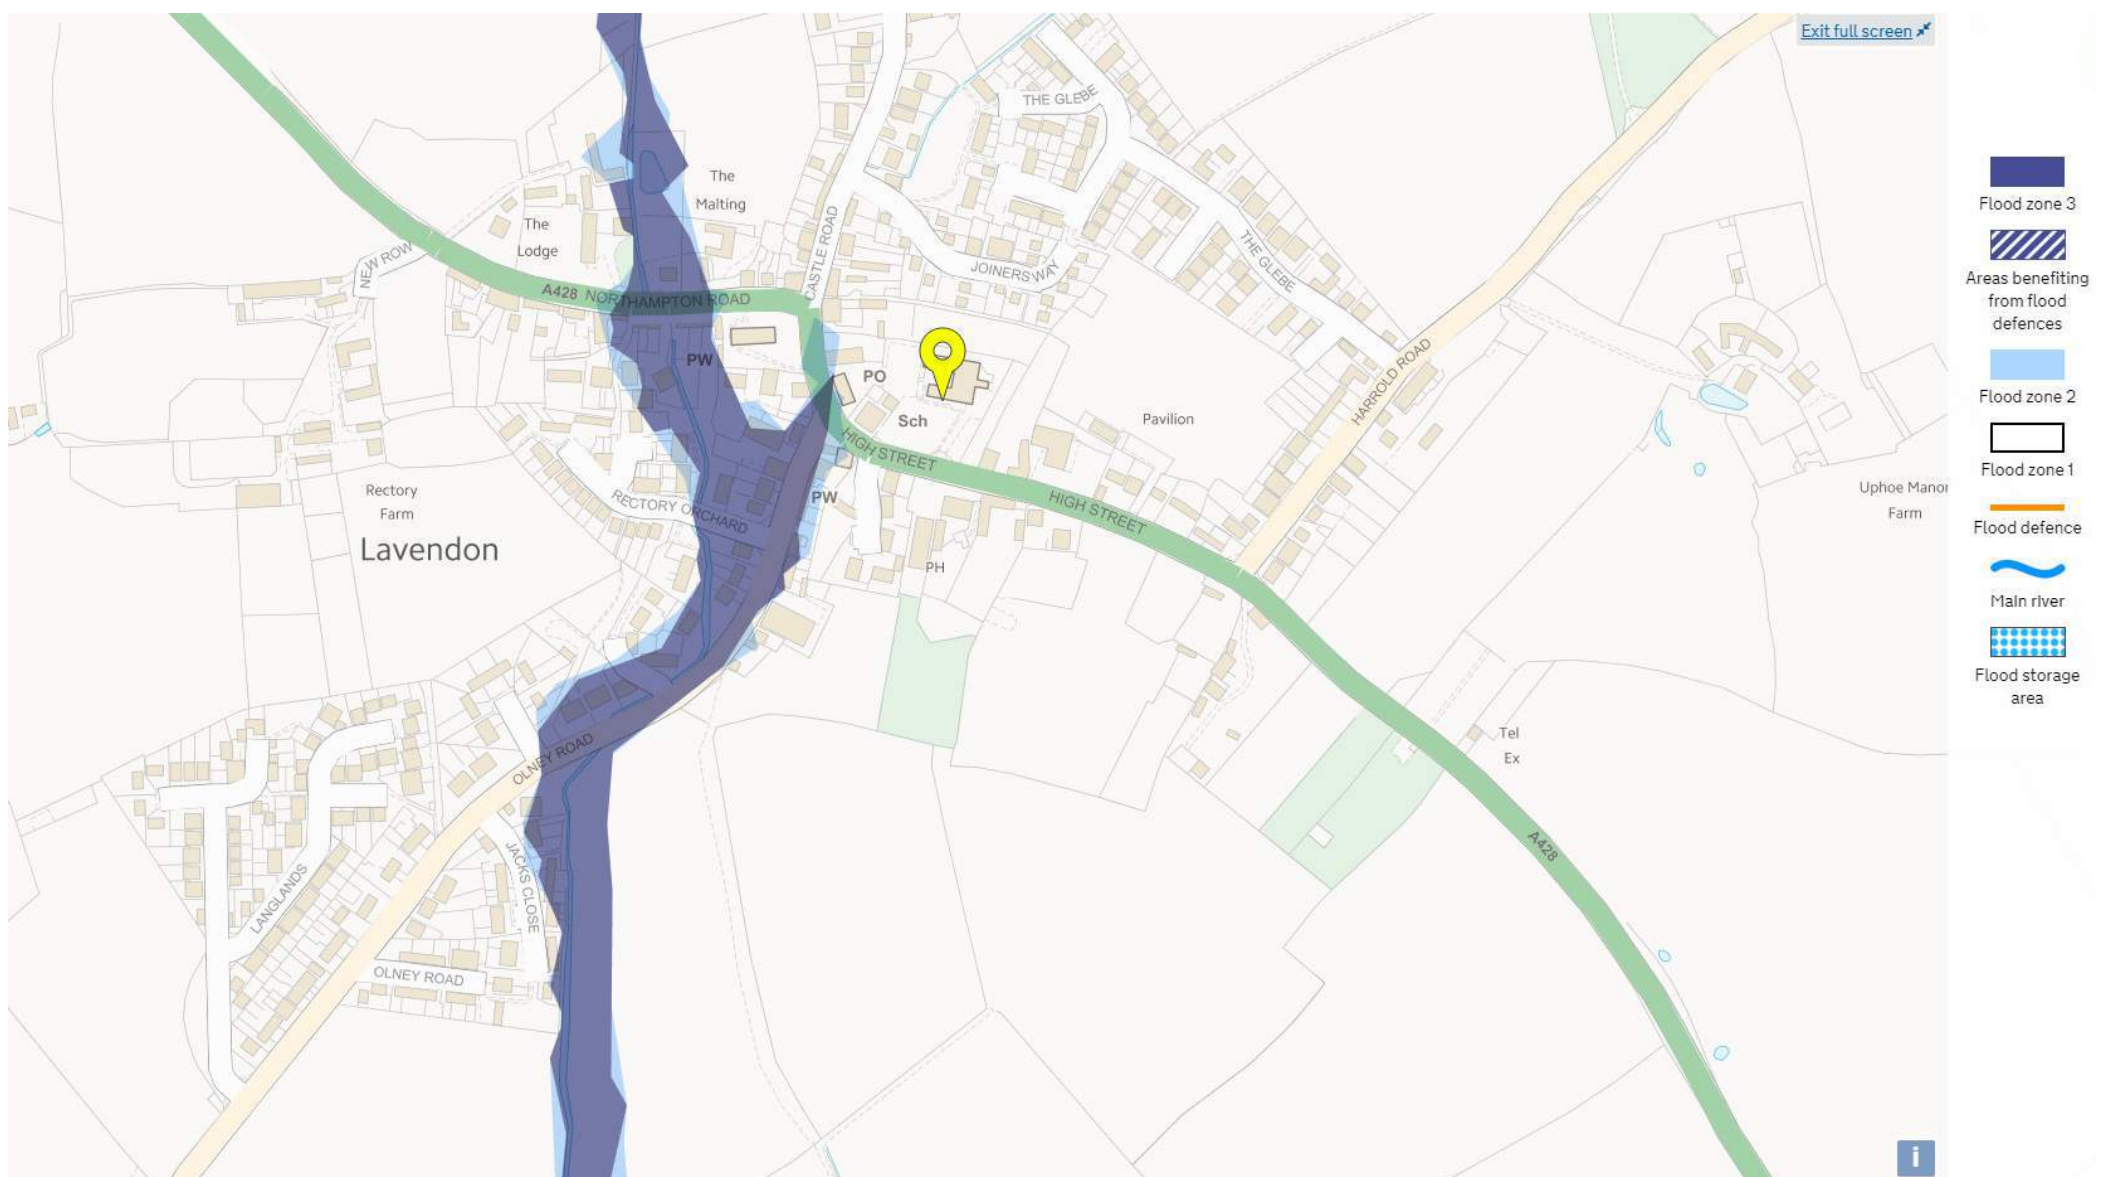 Exit full screen
THE GLEBE
The
Malting
CASTLE ROAD
The
Lodge
NEW ROW
JOINERS WAY
THE GLEBE
A428 NORTHAMPTON ROAD
PW
PO
Sch
HIGH STREET
Pavilion
HARROLD ROAD
Rectory
Farm
RECTORY ORCHARD
PW
HIGH STREET
Uphoe Manor
Farm
Lavendon
PH
OLNEY ROAD
Tel
Ex
A428
LANGLANDS
JACKS CLOSE
OLNEY ROAD
i
Flood zone 3
Areas benefiting
from flood
defences
Flood zone 2
Flood zone 1
Flood defence
Main river
Flood storage
area